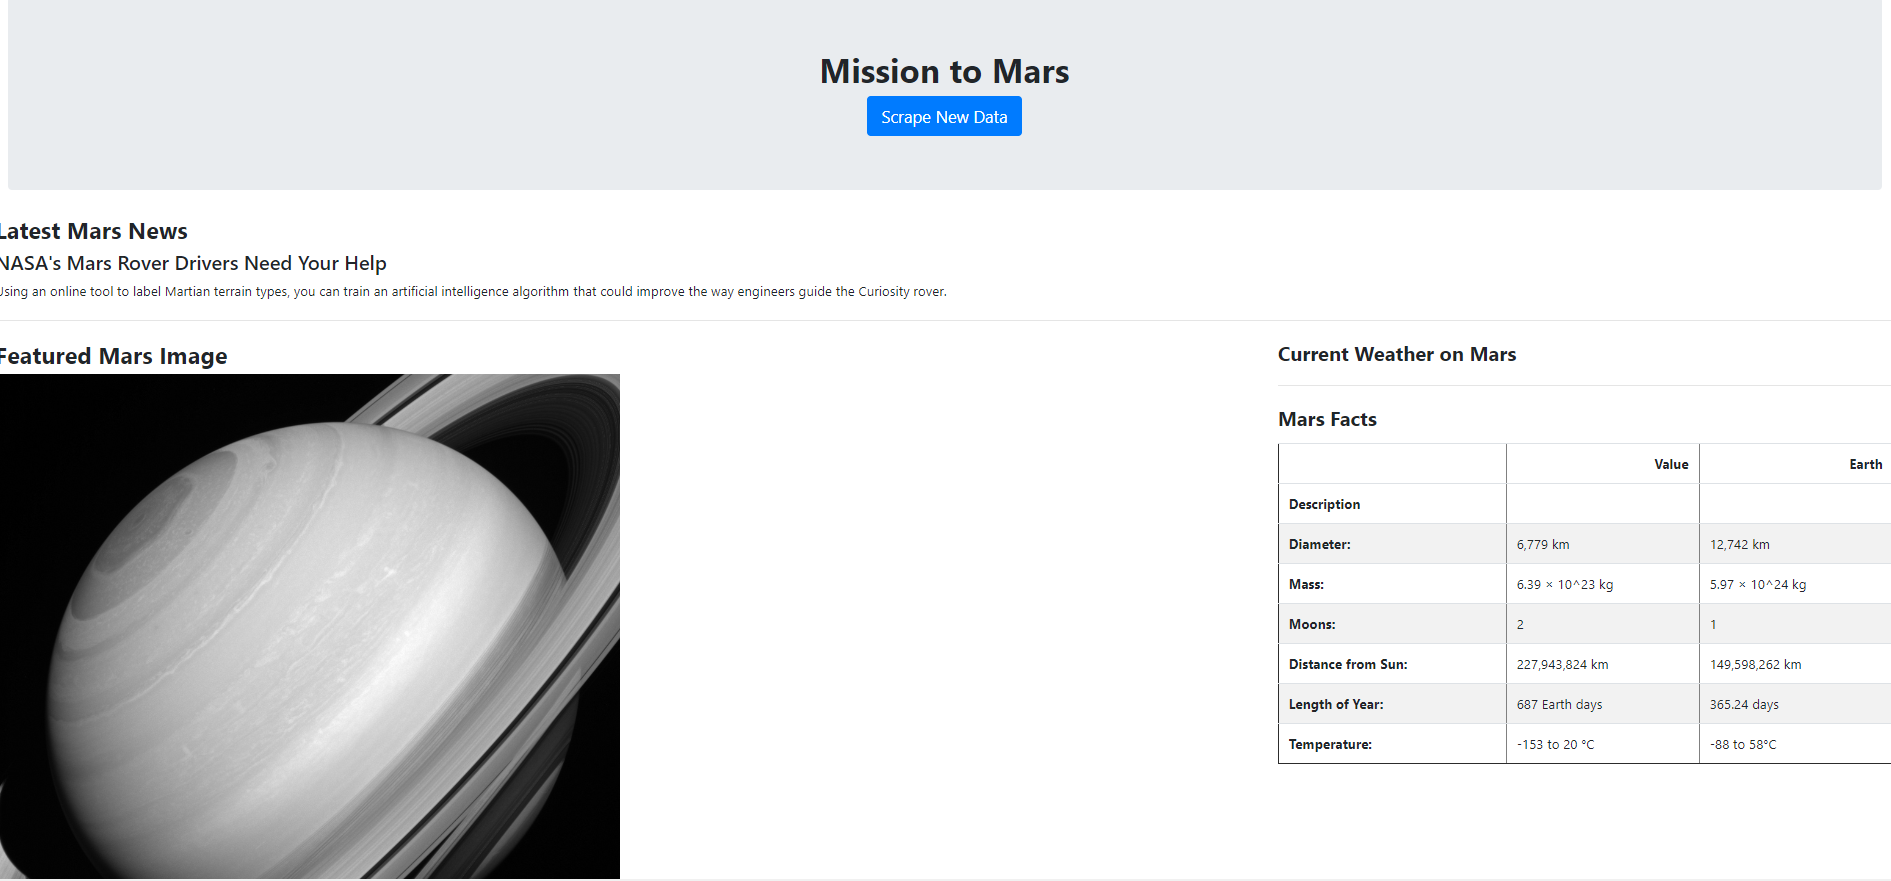 Mission to Mars
Scrape New Data
Latest Mars News
NASA's Mars Rover Drivers Need Your Help
Using an online tool to label Martian terrain types, you can train an artificial intelligence algorithm that could improve the way engineers guide the Curiosity rover.
Featured Mars Image
Current Weather on Mars
Mars Facts
Value Earth
Description
Diameter: 6,779 km 12,742 km
Mass: 6.39 × 10^23 kg 5.97 × 10^24 kg
Moons: 2 1
Distance from Sun: 227,943,824 km 149,598,262 km
Length of Year: 687 Earth days 365.24 days
Temperature: -153 to 20 °C -88 to 58°C